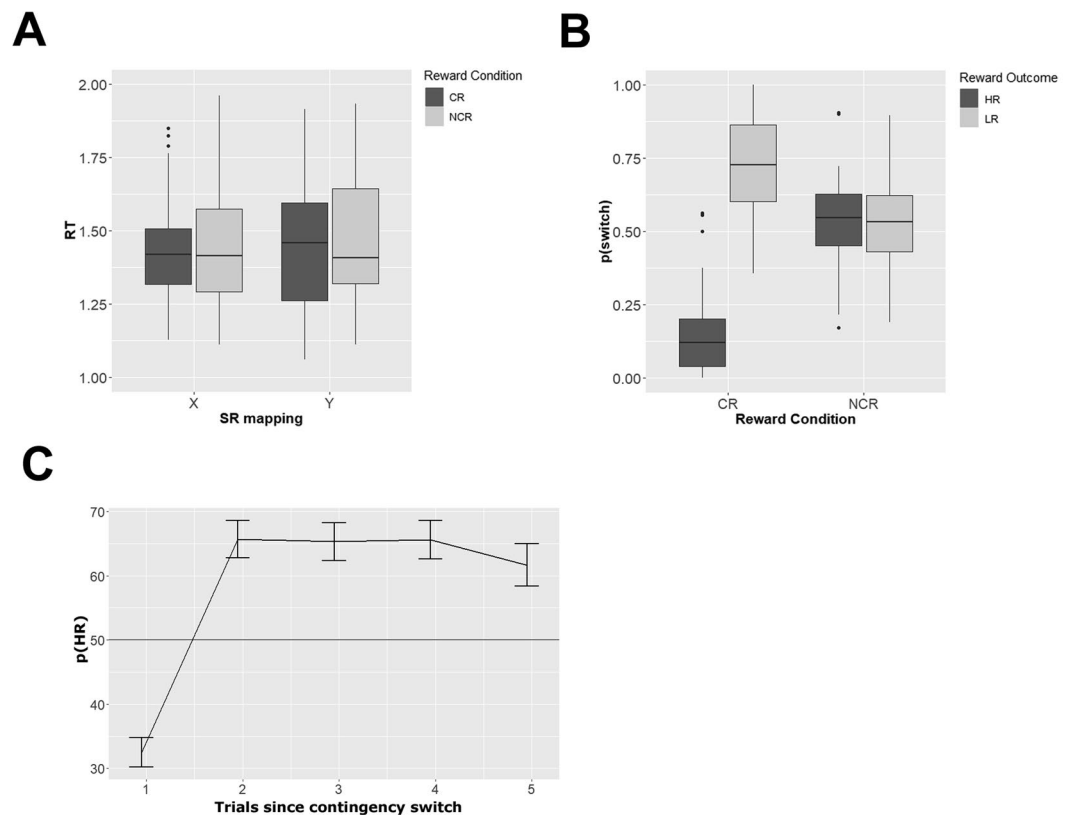 A
2.00
1.75
1.50
1.25
1.00
RT
X Y
SR mapping
Reward Condition
CR
NCR
B
1.00
0.75
0.50
0.25
0.00
p(switch)
CR NCR
Reward Condition
Reward Outcome
HR
LR
C
70
60
50
40
30
p(HR)
1 2 3 4 5
Trials since contingency switch